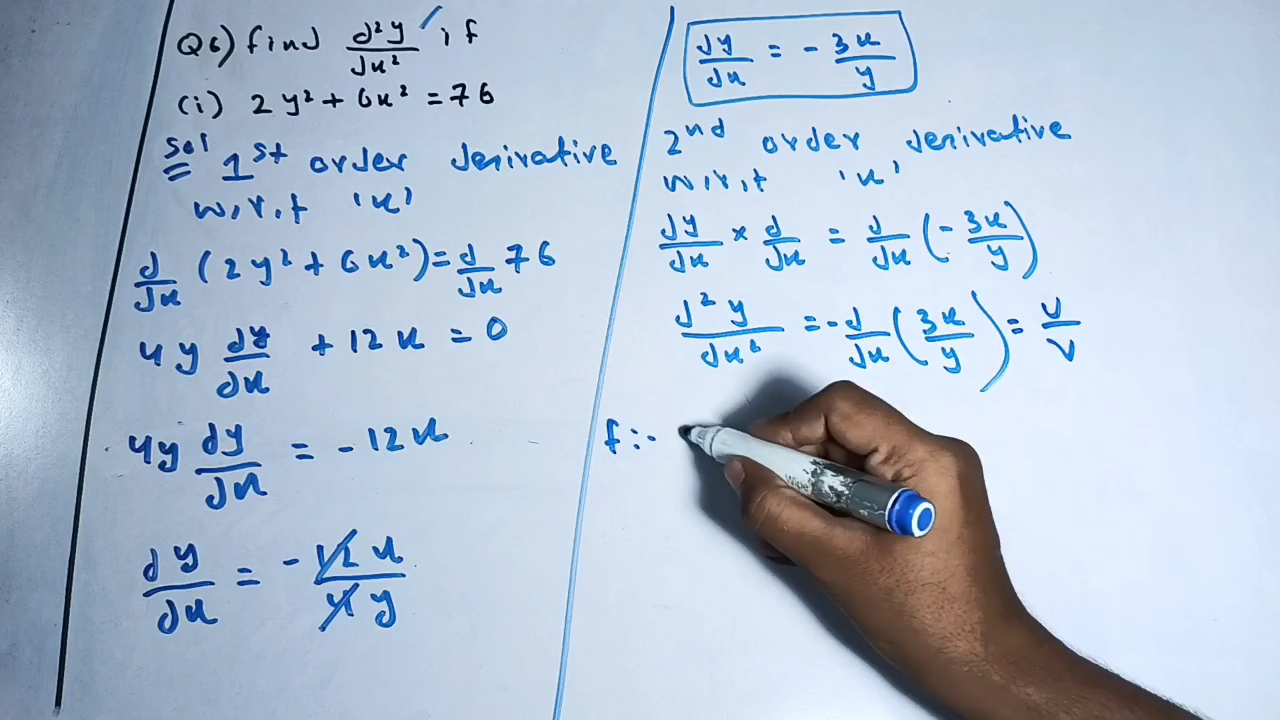 Q6) find d²y/dx² if
(i) 2y² + 6x² = 76
Sol 1st order derivative
w.r.t 'x'
d/dx (2y² + 6x²) = d/dx 76
4y dy/dx + 12x = 0
4y dy/dx = - 12x
dy/dx = - 12x/4y
dy/dx = - 3x/y
2nd order derivative
w.r.t 'x'
dy/dx × d/dx = d/dx (- 3x/y)
d²y/dx² = - d/dx (3x/y) = u/v
f :-
Wipe